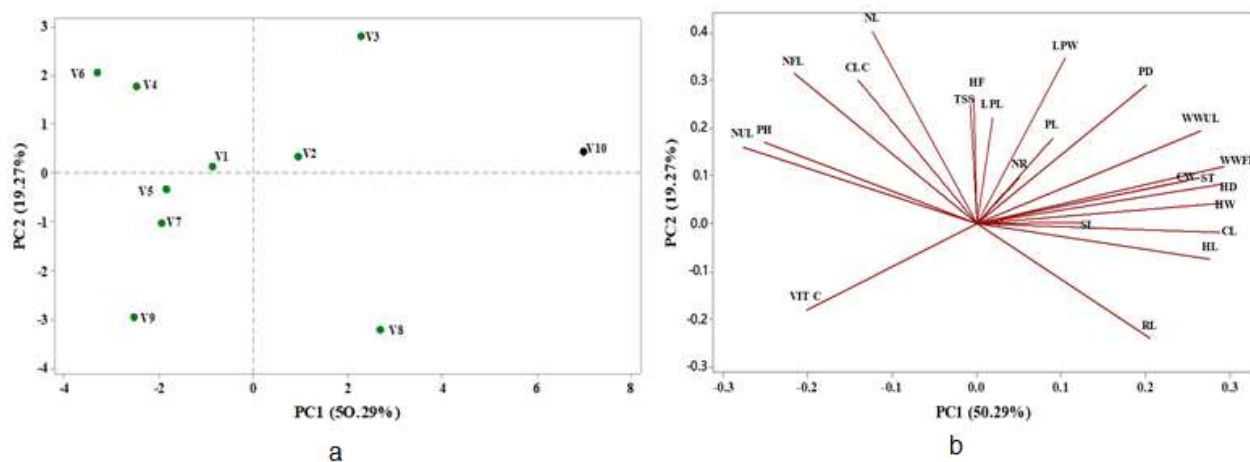 3
2
1
0
-1
-2
-3
-4
PC2 (19.27%)
V3
V6
V4
V1
V2
V10
V5
V7
V9
V8
-4 -2 0 2 4 6 8
PC1 (5O.29%)
a
0.4
0.3
0.2
0.1
0.0
-0.1
-0.2
-0.3
PC2 (19.27%)
NL
LPW
NFL
CLC
HF
PD
TSS
LPL
WWUL
NUL
PH
PL
NR
CW
ST
HD
HW
SL
CL
HL
VIT C
RL
-0.3 -0.2 -0.1 0.0 0.1 0.2 0.3
PC1 (50.29%)
b